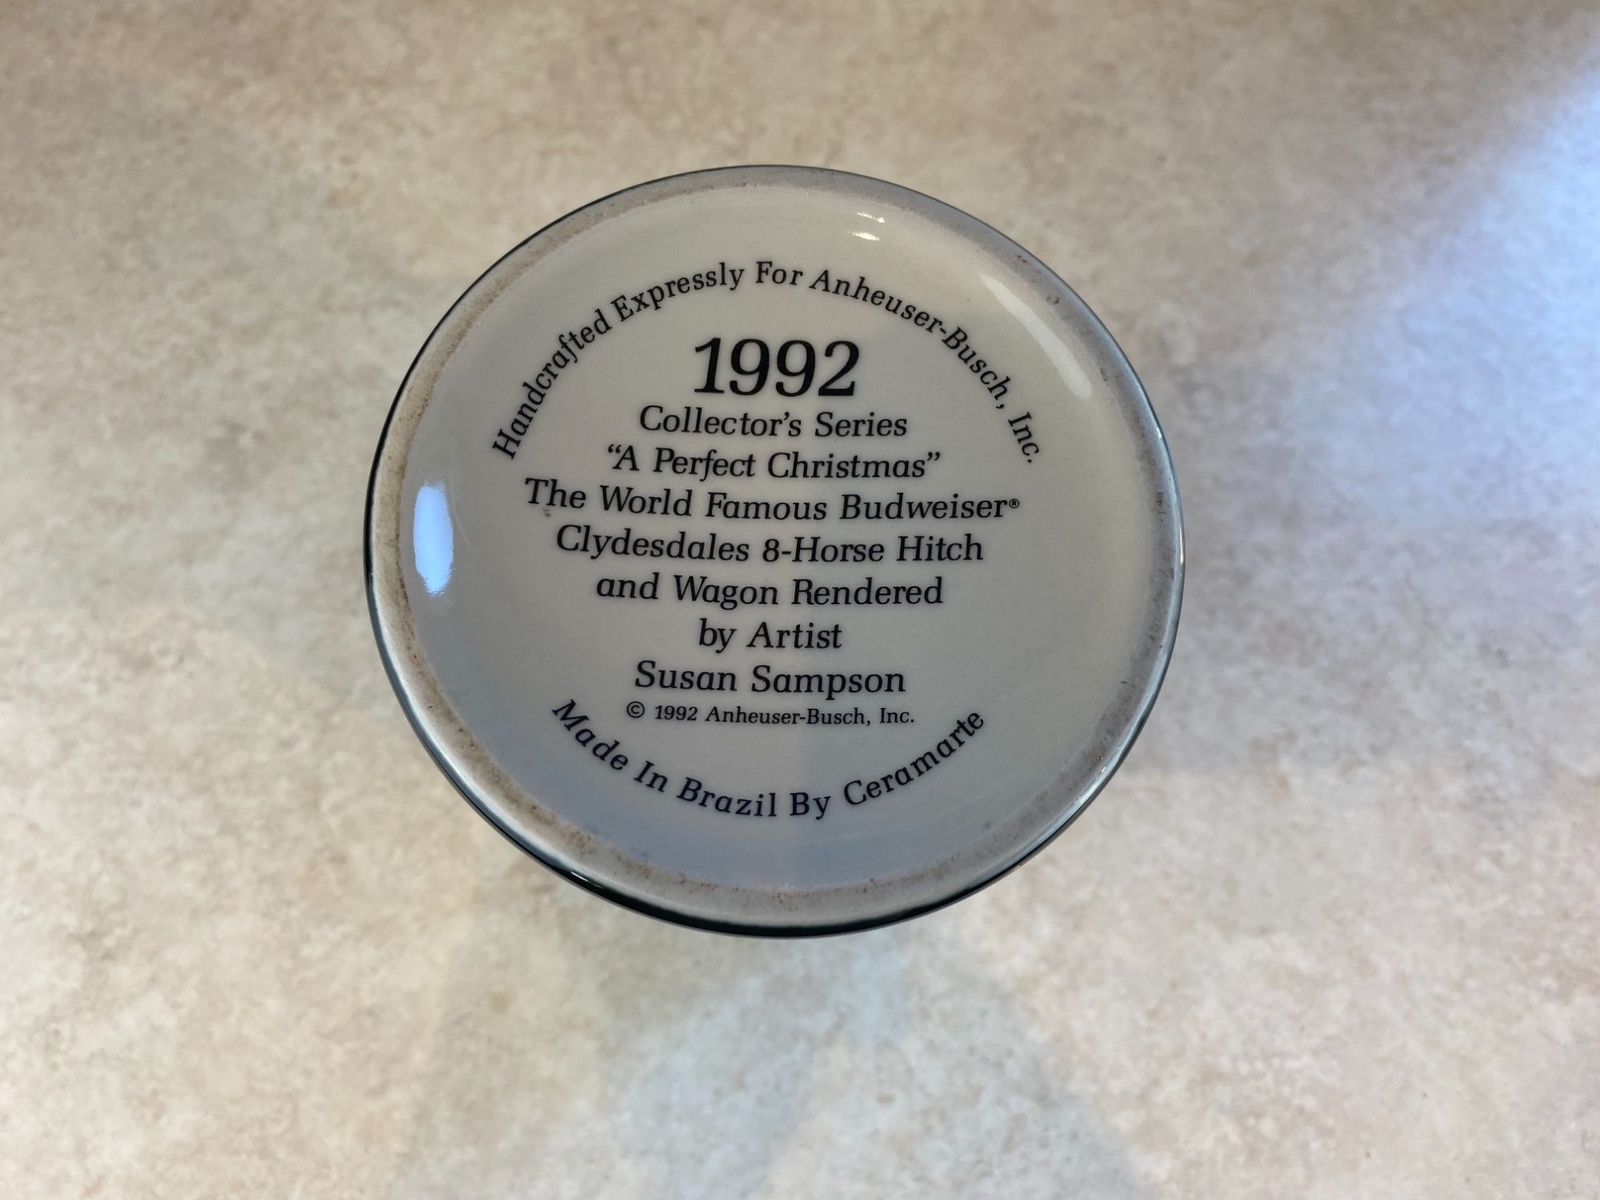 Handcrafted Expressly For Anheuser-Busch, Inc.
1992
Collector's Series
“A Perfect Christmas”
The World Famous Budweiser®
Clydesdales 8-Horse Hitch
and Wagon Rendered
by Artist
Susan Sampson
© 1992 Anheuser-Busch, Inc.
Made In Brazil By Ceramarte